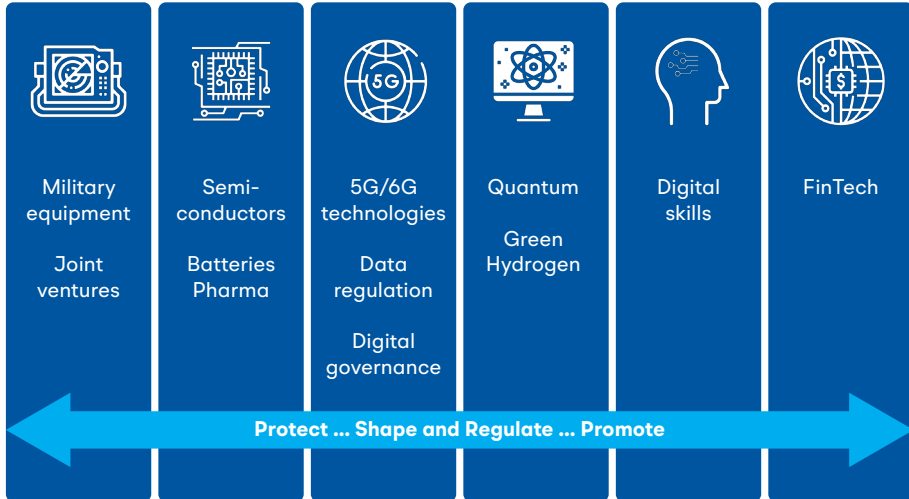 5G
$
Military
equipment
Joint
ventures
Semi-
conductors
Batteries
Pharma
5G/6G
technologies
Data
regulation
Digital
governance
Quantum
Green
Hydrogen
Digital
skills
FinTech
Protect ... Shape and Regulate ... Promote